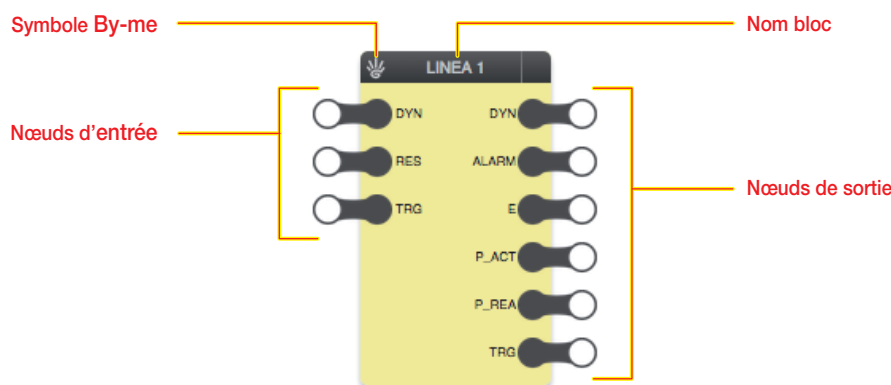 Symbole By-me
Nom bloc
LINEA 1
Nœuds d'entrée
DYN
DYN
RES
ALARM
TRG
E
P_ACT
P_REA
TRG
Nœuds de sortie